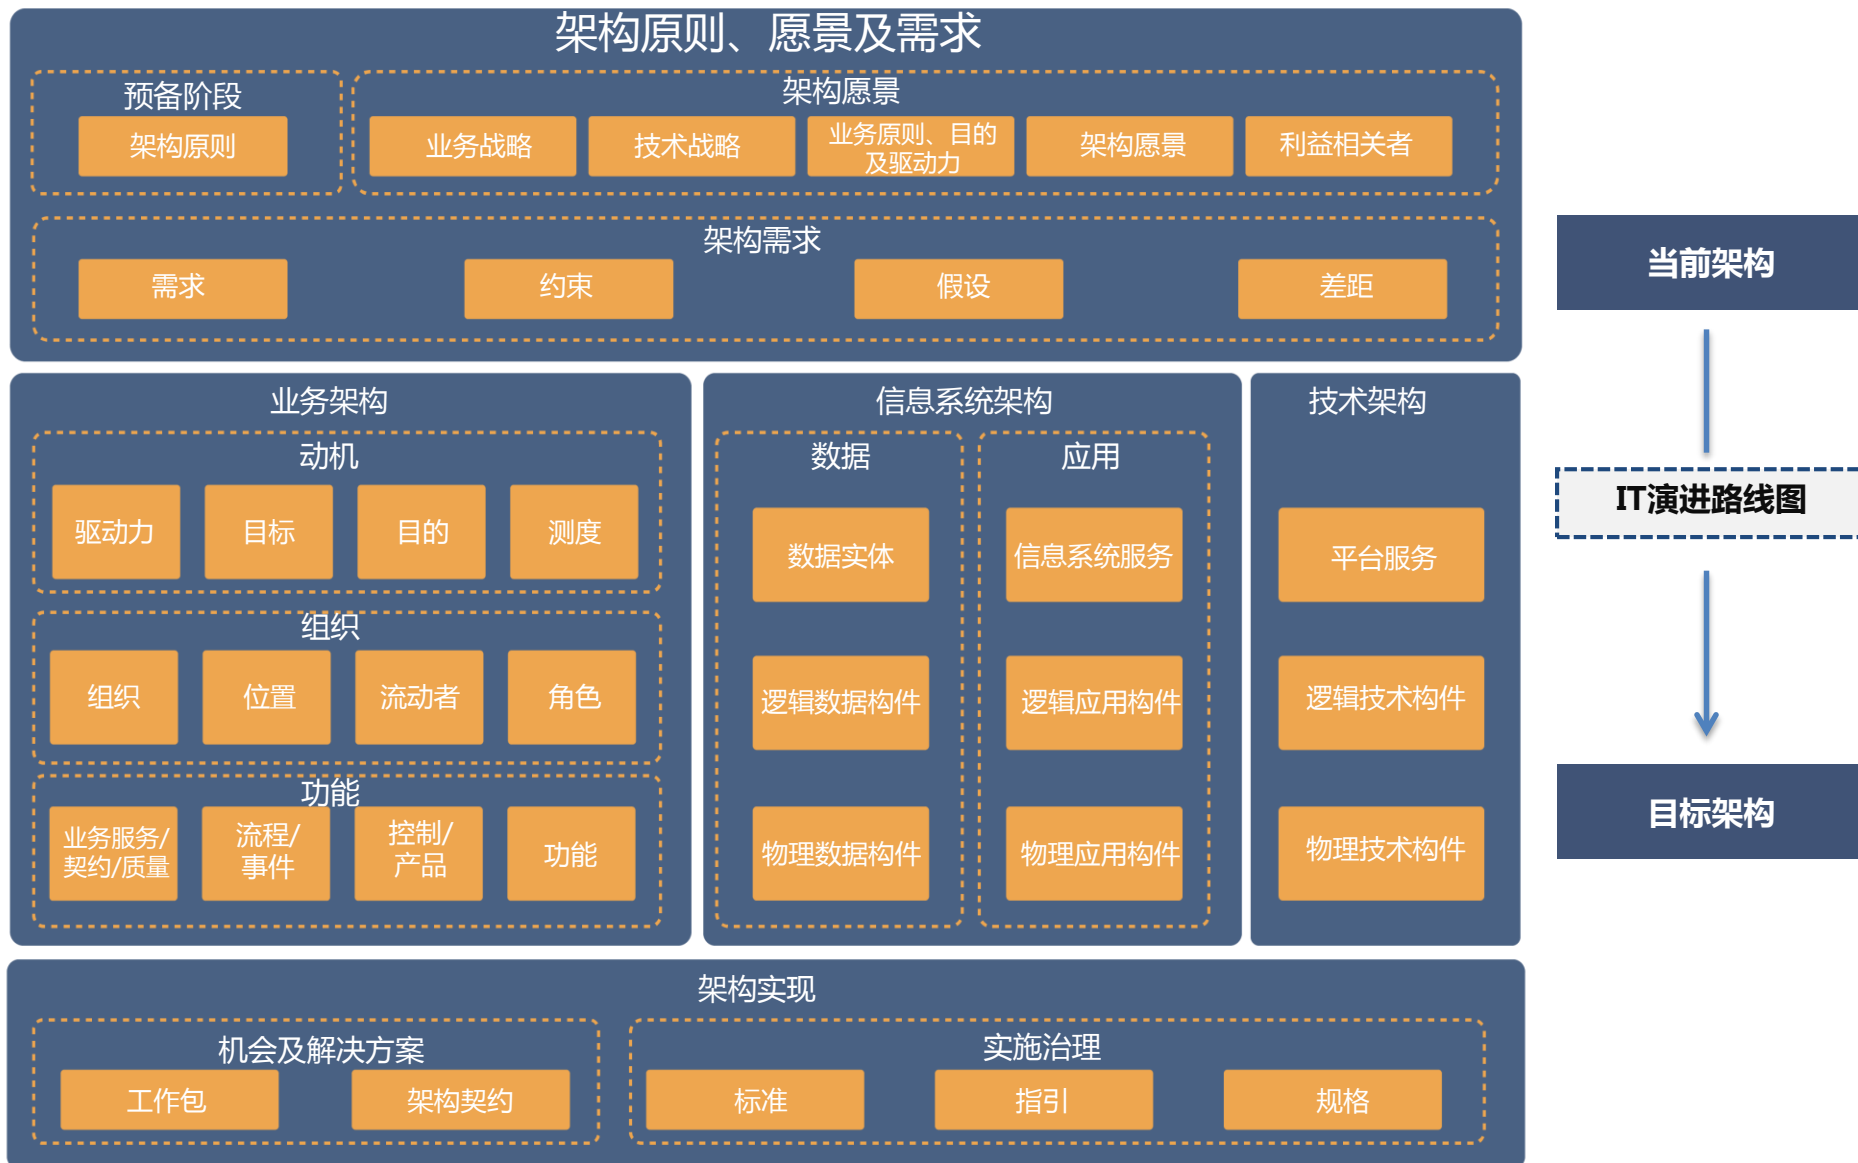 架构原则、愿景及需求
预备阶段
架构原则
架构愿景
业务战略
技术战略
业务原则、目的
及驱动力
架构愿景
利益相关者
架构需求
需求
约束
假设
差距
业务架构
动机
驱动力
目标
目的
测度
组织
组织
位置
流动者
角色
功能
业务服务/
契约/质量
流程/
事件
控制/
产品
功能
信息系统架构
数据
数据实体
逻辑数据构件
物理数据构件
应用
信息系统服务
逻辑应用构件
物理应用构件
技术架构
平台服务
逻辑技术构件
物理技术构件
架构实现
机会及解决方案
工作包
架构契约
实施治理
标准
指引
规格
当前架构
IT演进路线图
目标架构